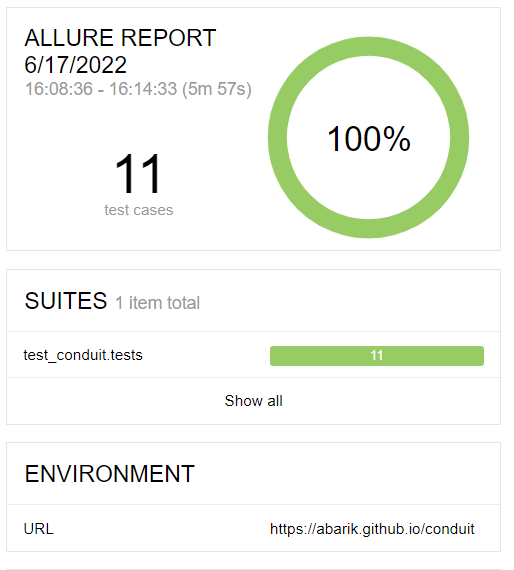 ALLURE REPORT
6/17/2022
16:08:36 - 16:14:33 (5m 57s)
11
test cases
100%
SUITES 1 item total
test_conduit.tests 11
Show all
ENVIRONMENT
URL https://abarik.github.io/conduit